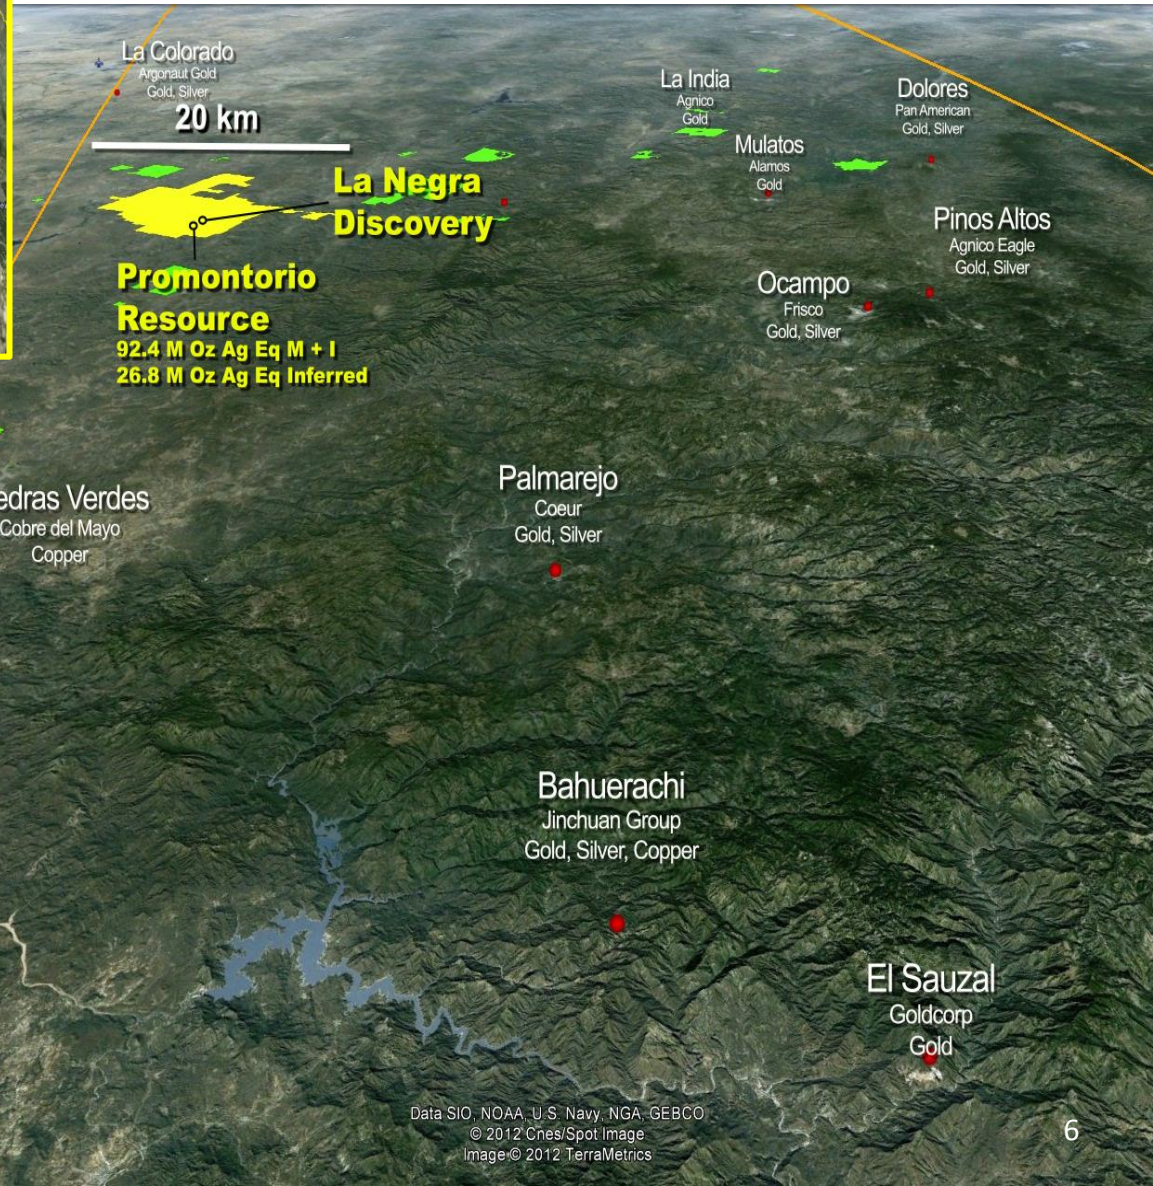 La Colorado
Argonaut Gold
Gold, Silver
20 km
La India
Agnico
Gold
Dolores
Pan American
Gold, Silver
Mulatos
Alamos
Gold
La Negra
Discovery
Pinos Altos
Agnico Eagle
Gold, Silver
Promontorio
Resource
92.4 M Oz Ag Eq M + I
26.8 M Oz Ag Eq Inferred
Ocampo
Frisco
Gold, Silver
Palmarejo
Coeur
Gold, Silver
edras Verdes
Cobre del Mayo
Copper
Bahuerachi
Jinchuan Group
Gold, Silver, Copper
El Sauzal
Goldcorp
Gold
Data SIO, NOAA, U.S. Navy, NGA, GEBCO
© 2012 Cnes/Spot Image
Image © 2012 TerraMetrics
6